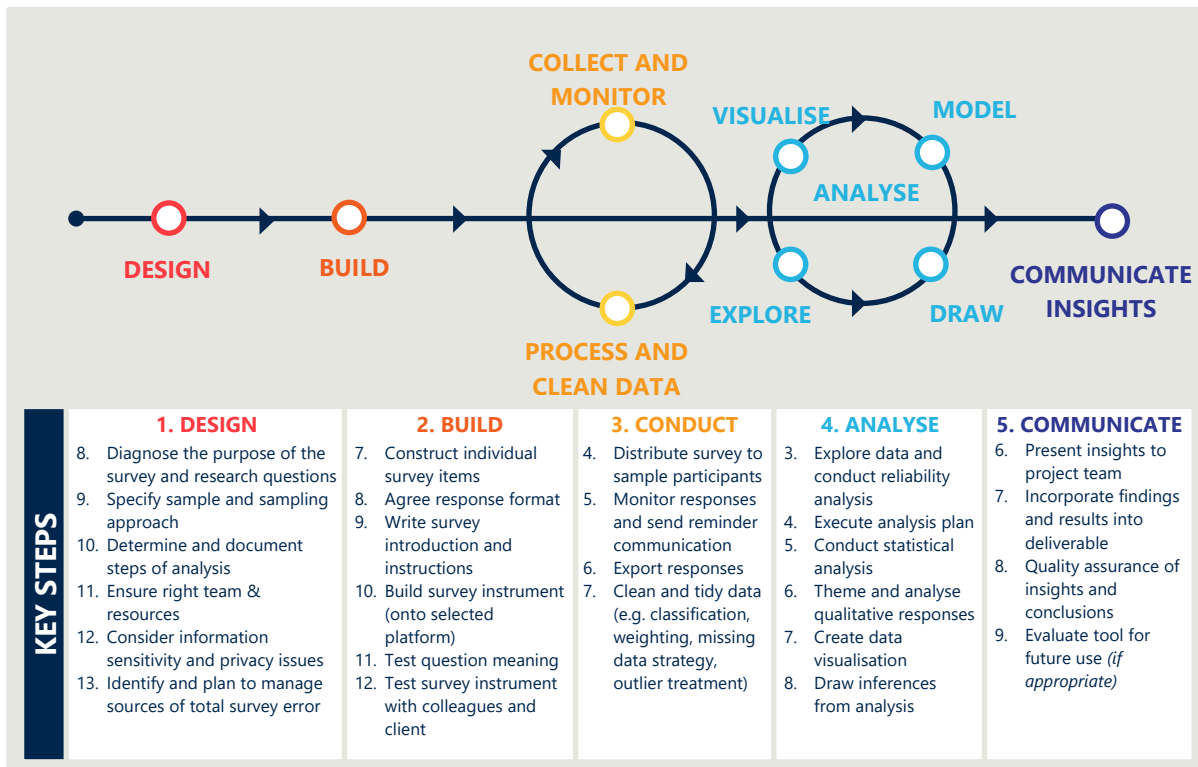 COLLECT AND
MONITOR
VISUALISE
MODEL
ANALYSE
DESIGN
BUILD
EXPLORE
DRAW
COMMUNICATE
INSIGHTS
PROCESS AND
CLEAN DATA
KEY STEPS
1. DESIGN
8. Diagnose the purpose of the
survey and research questions
9. Specify sample and sampling
approach
10. Determine and document
steps of analysis
11. Ensure right team &
resources
12. Consider information
sensitivity and privacy issues
13. Identify and plan to manage
sources of total survey error
2. BUILD
7. Construct individual
survey items
8. Agree response format
9. Write survey
introduction and
instructions
10. Build survey instrument
(onto selected
platform)
11. Test question meaning
12. Test survey instrument
with colleagues and
client
3. CONDUCT
4. Distribute survey to
sample participants
5. Monitor responses
and send reminder
communication
6. Export responses
7. Clean and tidy data
(e.g. classification,
weighting, missing
data strategy,
outlier treatment)
4. ANALYSE
3. Explore data and
conduct reliability
analysis
4. Execute analysis plan
5. Conduct statistical
analysis
6. Theme and analyse
qualitative responses
7. Create data
visualisation
8. Draw inferences
from analysis
5. COMMUNICATE
6. Present insights to
project team
7. Incorporate findings
and results into
deliverable
8. Quality assurance of
insights and
conclusions
9. Evaluate tool for
future use (if
appropriate)